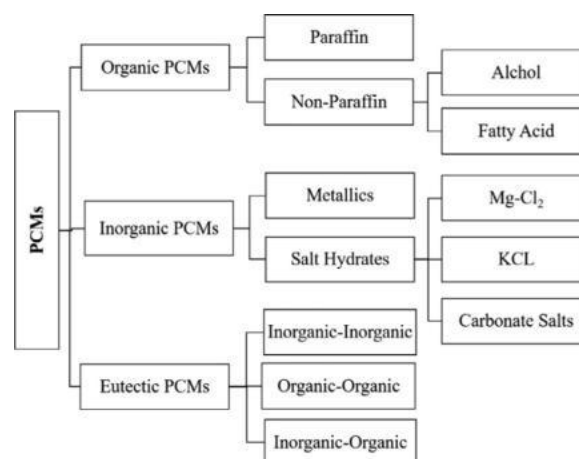 PCMs
Organic PCMs
Paraffin
Non-Paraffin
Alchol
Fatty Acid
Inorganic PCMs
Metallics
Salt Hydrates
Mg-Cl₂
KCL
Carbonate Salts
Eutectic PCMs
Inorganic-Inorganic
Organic-Organic
Inorganic-Organic